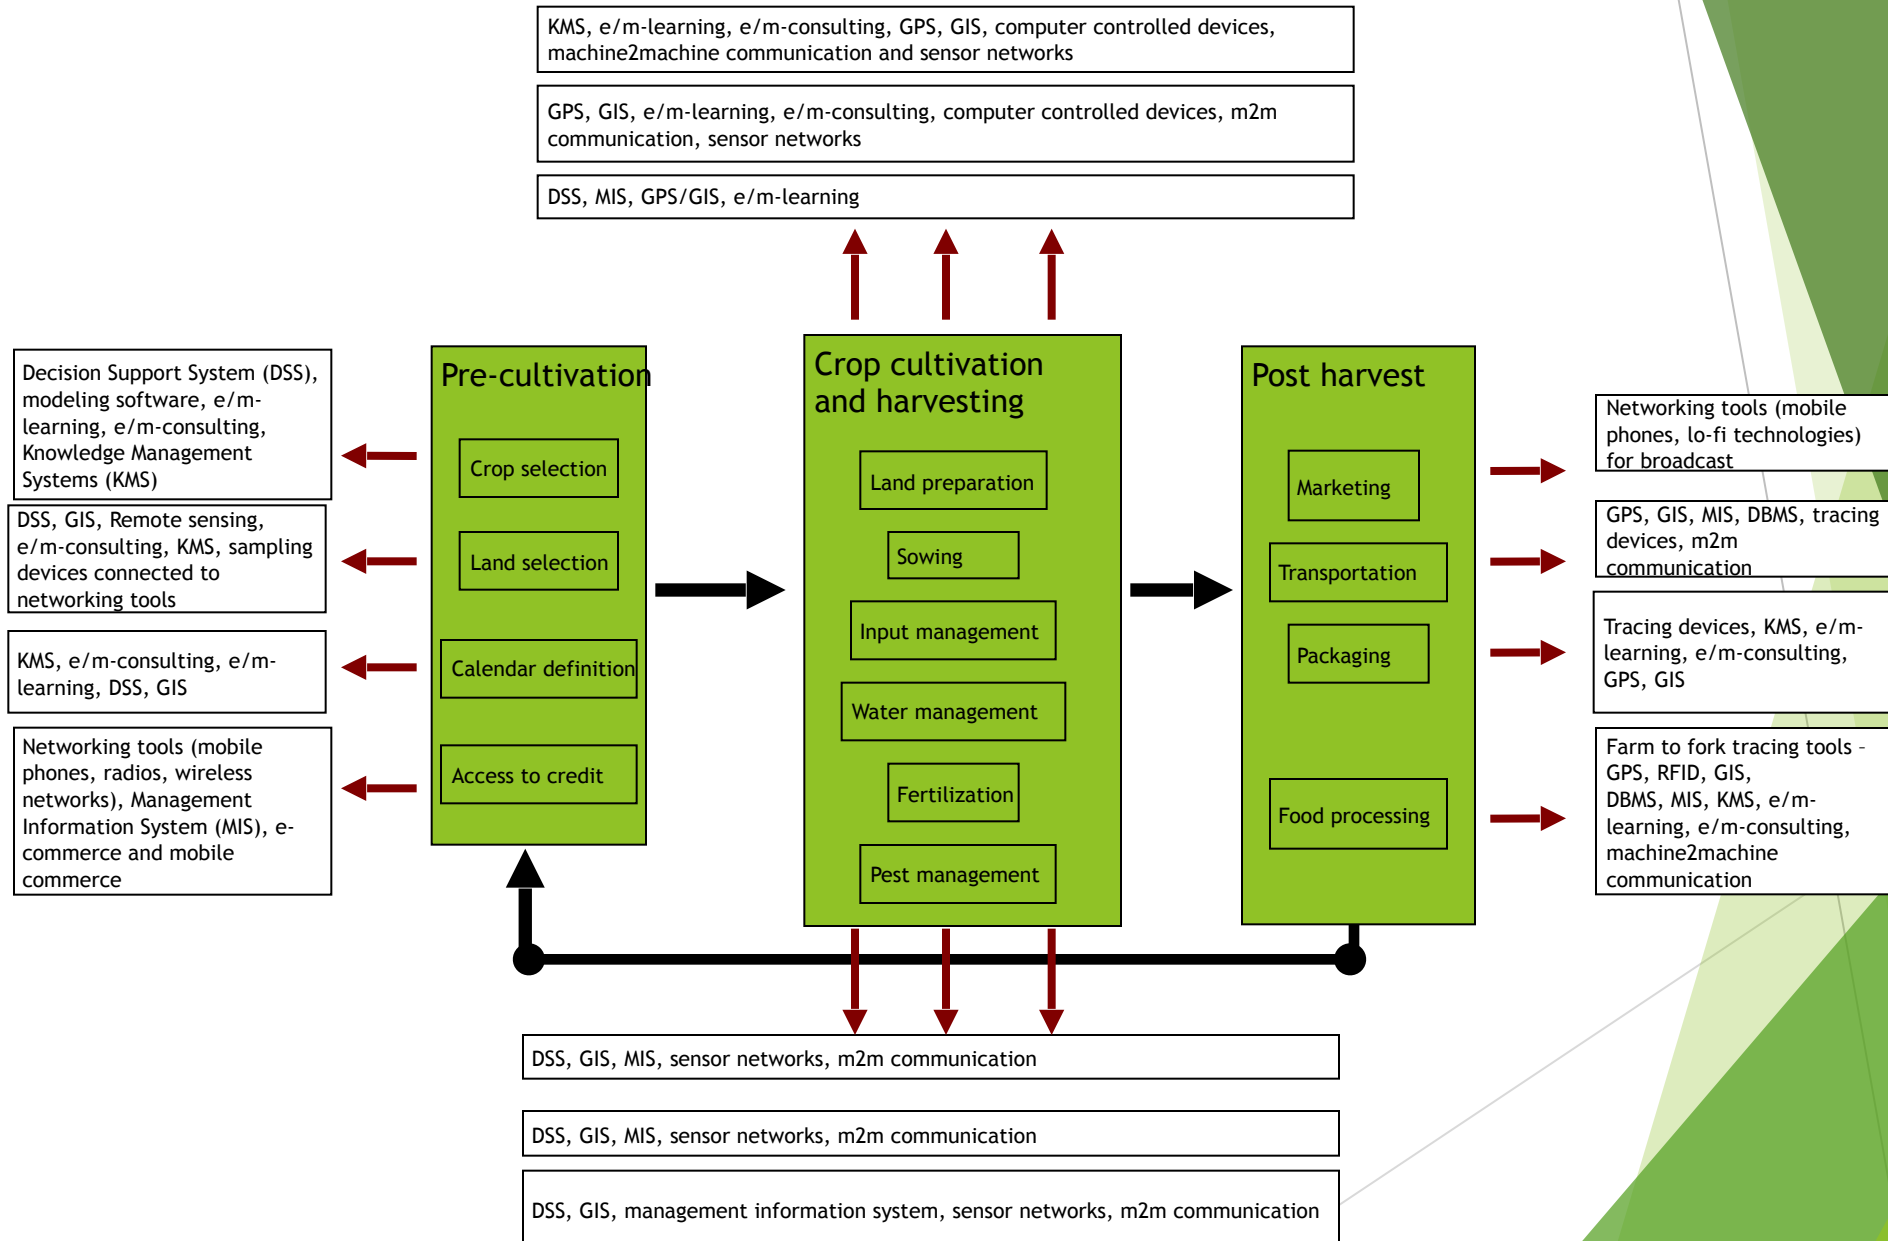 KMS, e/m-learning, e/m-consulting, GPS, GIS, computer controlled devices,
machine2machine communication and sensor networks
GPS, GIS, e/m-learning, e/m-consulting, computer controlled devices, m2m
communication, sensor networks
DSS, MIS, GPS/GIS, e/m-learning
Decision Support System (DSS),
modeling software, e/m-
learning, e/m-consulting,
Knowledge Management
Systems (KMS)
DSS, GIS, Remote sensing,
e/m-consulting, KMS, sampling
devices connected to
networking tools
KMS, e/m-consulting, e/m-
learning, DSS, GIS
Networking tools (mobile
phones, radios, wireless
networks), Management
Information System (MIS), e-
commerce and mobile
commerce
Pre-cultivation
Crop selection
Land selection
Calendar definition
Access to credit
Crop cultivation
and harvesting
Land preparation
Sowing
Input management
Water management
Fertilization
Pest management
Post harvest
Marketing
Transportation
Packaging
Food processing
Networking tools (mobile
phones, lo-fi technologies)
for broadcast
GPS, GIS, MIS, DBMS, tracing
devices, m2m
communication
Tracing devices, KMS, e/m-
learning, e/m-consulting,
GPS, GIS
Farm to fork tracing tools –
GPS, RFID, GIS,
DBMS, MIS, KMS, e/m-
learning, e/m-consulting,
machine2machine
communication
DSS, GIS, MIS, sensor networks, m2m communication
DSS, GIS, MIS, sensor networks, m2m communication
DSS, GIS, management information system, sensor networks, m2m communication